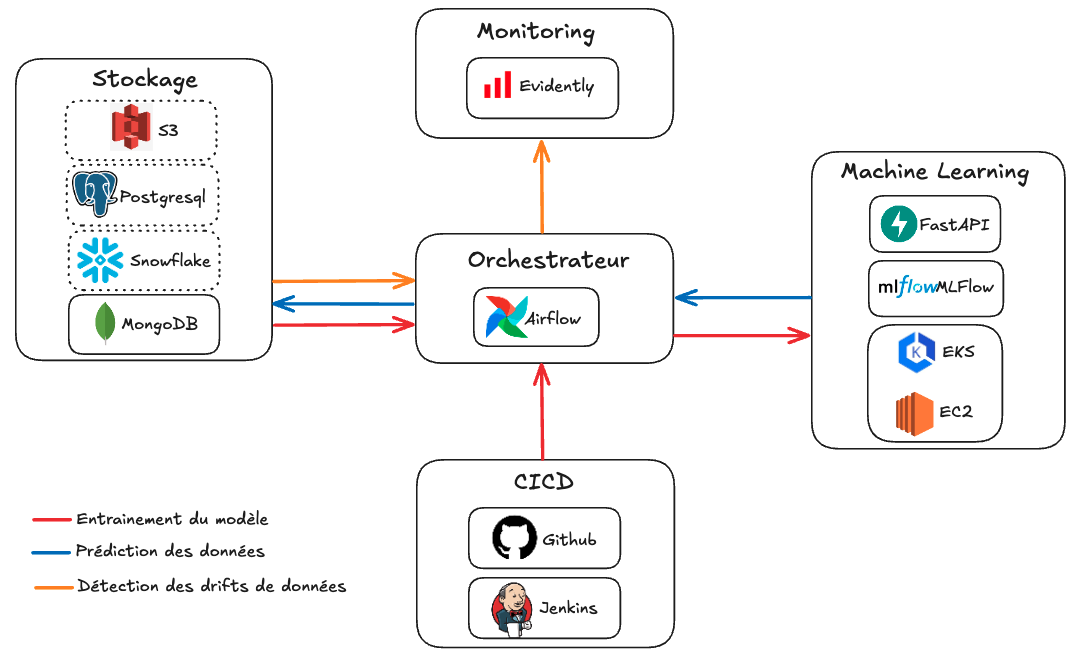 Monitoring
Evidently
Stockage
S3
Postgresql
Snowflake
MongoDB
Orchestrateur
Airflow
Machine Learning
FastAPI
mlflow MLFlow
K
EKS
EC2
CICD
Github
Jenkins
Entrainement du modèle
Prédiction des données
Détection des drifts de données